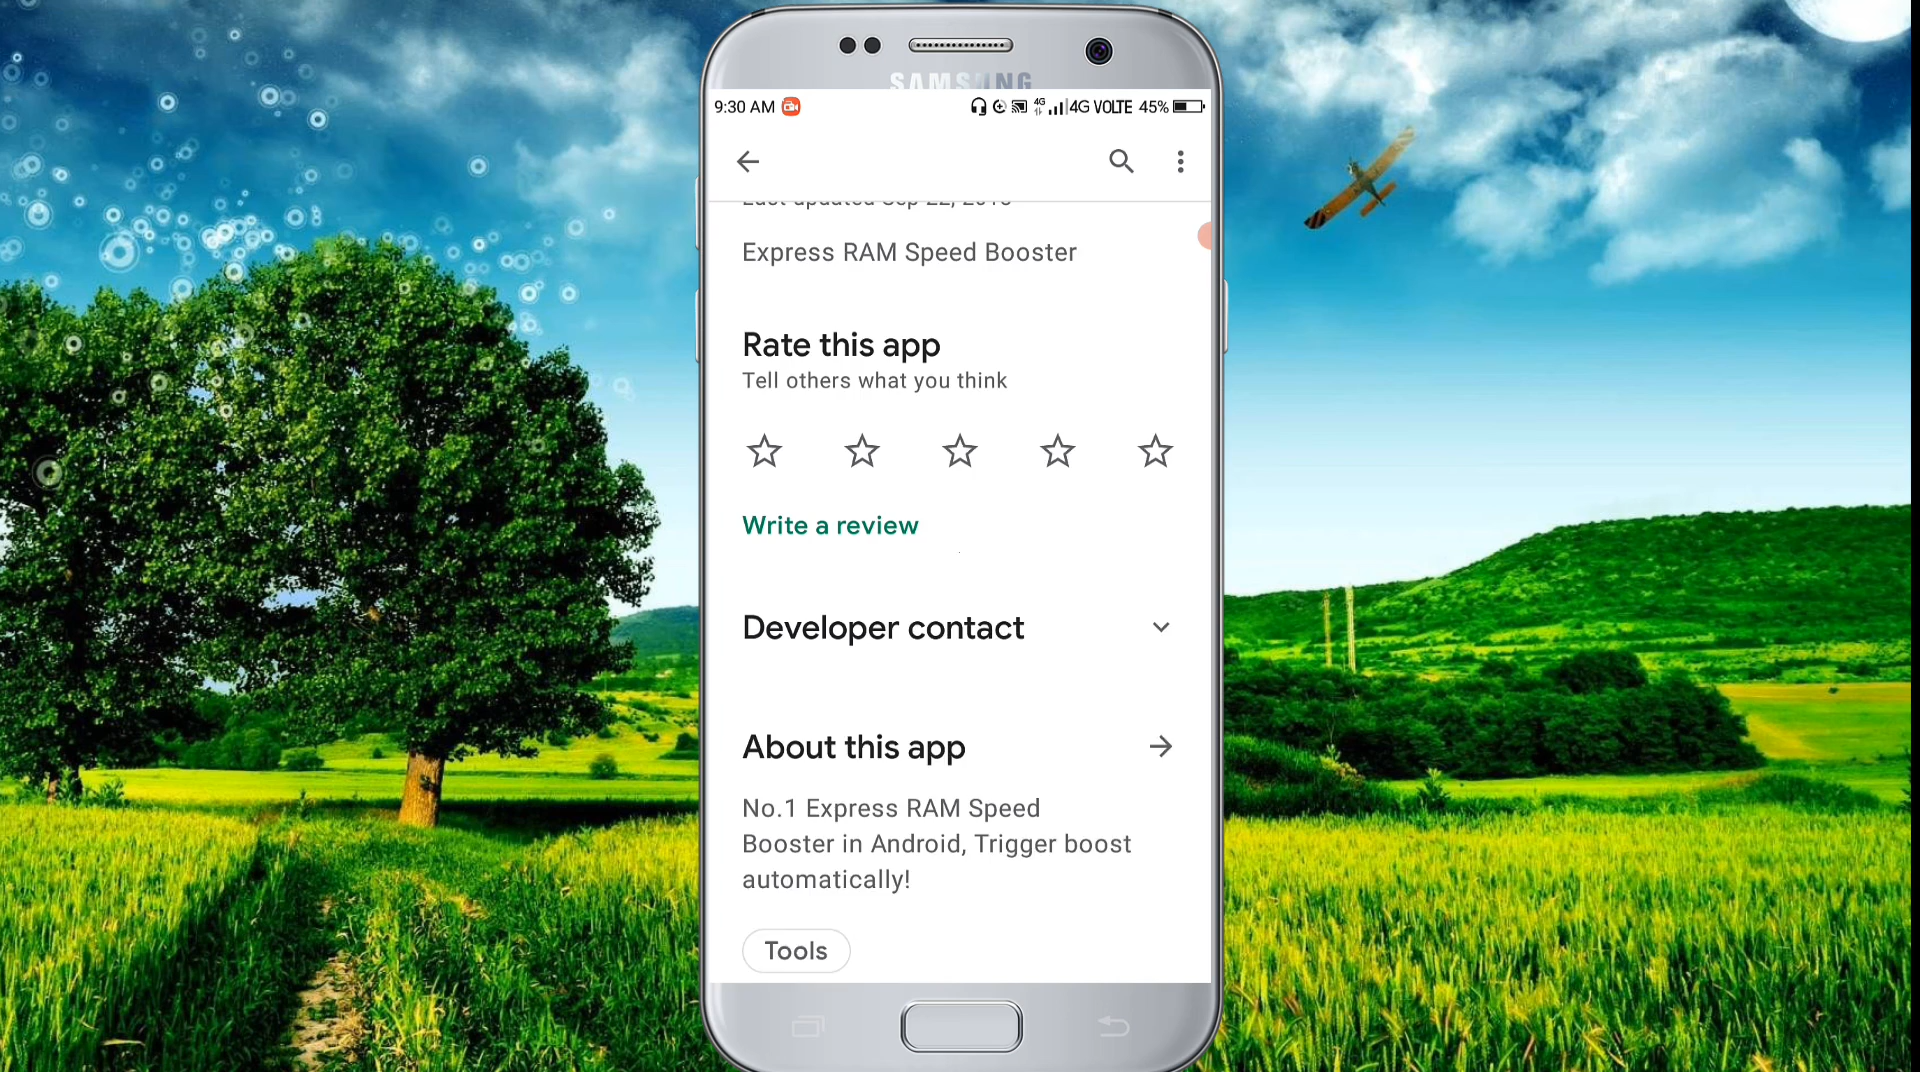 SAMSUNG
9:30 AM 4G 4G VOLTE 45%
Express RAM Speed Booster
Rate this app
Tell others what you think
Write a review
Developer contact
About this app
No.1 Express RAM Speed
Booster in Android, Trigger boost
automatically!
Tools